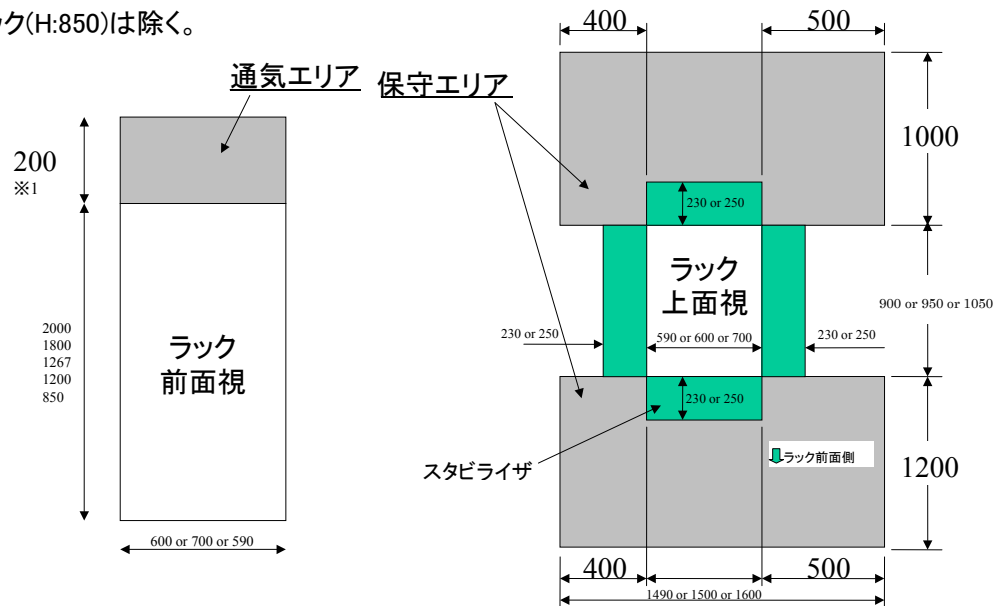 ック(H:850)は除く。
通気エリア
200
※1
2000
1800
1267
1200
850
ラック
前面視
600 or 700 or 590
400
500
保守エリア
1000
230 or 250
ラック
上面視
900 or 950 or 1050
230 or 250
590 or 600 or 700
230 or 250
230 or 250
スタビライザ
ラック前面側
1200
400
500
1490 or 1500 or 1600